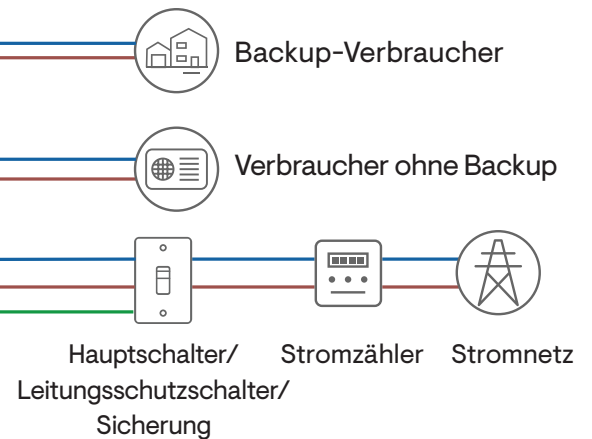 Backup-Verbraucher
Verbraucher ohne Backup
Hauptschalter/
Leitungsschutzschalter/
Sicherung
Stromzähler
Stromnetz